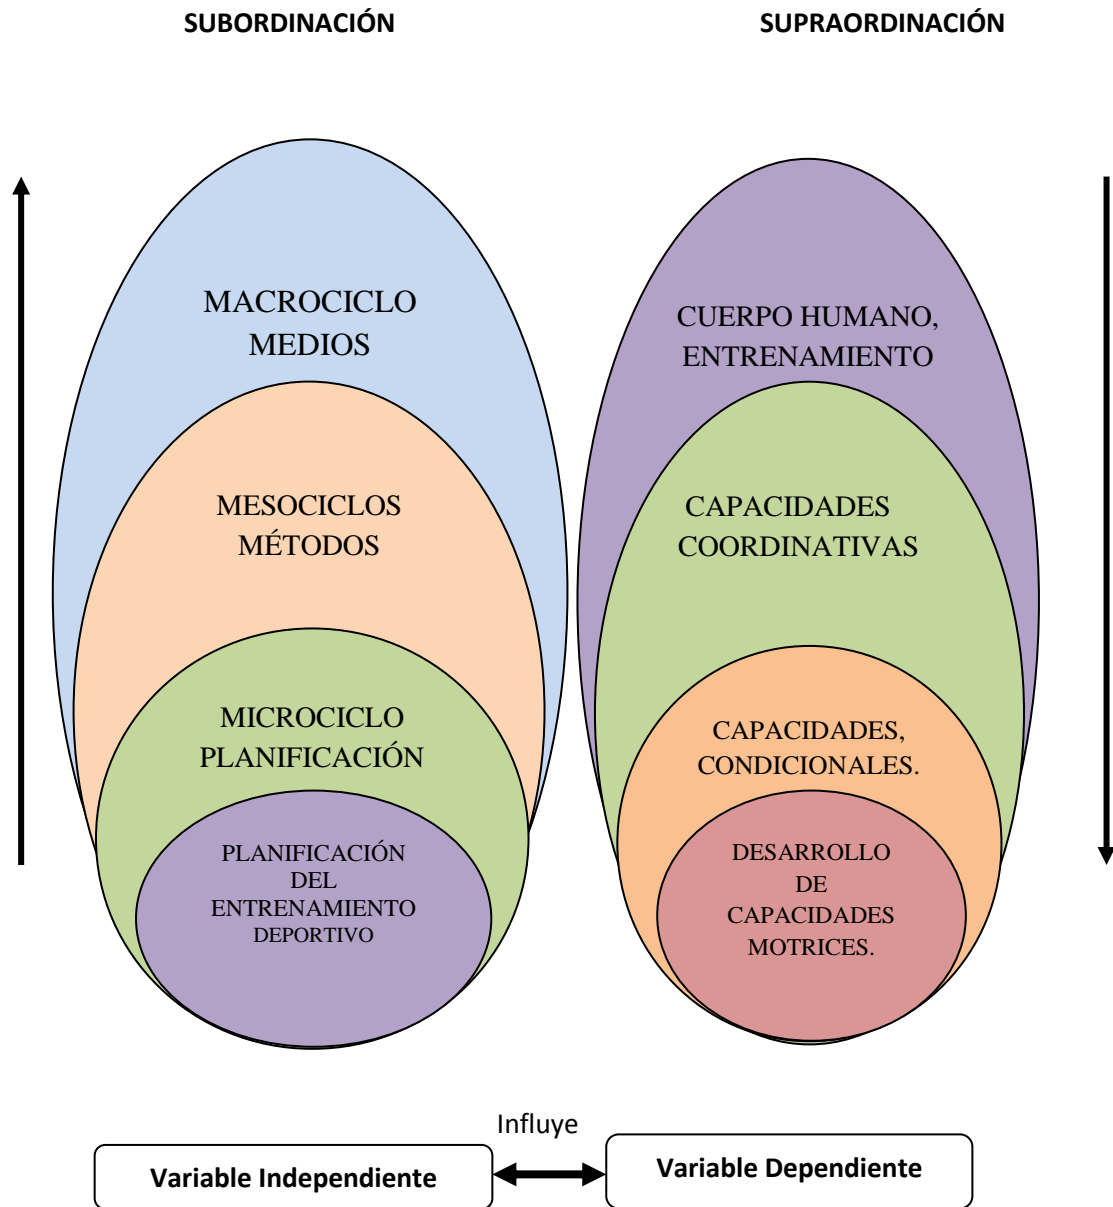 SUBORDINACIÓN
SUPRAORDINACIÓN
MACROCICLO
MEDIOS
MESOCICLOS
MÉTODOS
MICROCICLO
PLANIFICACIÓN
PLANIFICACIÓN
DEL
ENTRENAMIENTO
DEPORTIVO
CUERPO HUMANO,
ENTRENAMIENTO
CAPACIDADES
COORDINATIVAS
CAPACIDADES,
CONDICIONALES.
DESARROLLO
DE
CAPACIDADES
MOTRICES.
Influye
Variable Independiente
Variable Dependiente